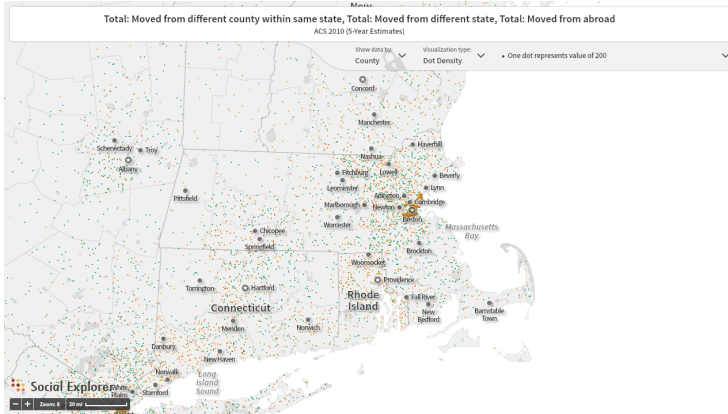 New
Total: Moved from different county within same state, Total: Moved from different state, Total: Moved from abroad
ACS 2010 (5-Year Estimates)
Show data by:
County
Visualization type:
Dot Density
• One dot represents value of 200
Concord
Manchester
Schenectady
Troy
Haverhill
Nashua
Albany
Fitchburg
Lowell
Beverly
Leominster
Lynn
Pittsfield
Arlington
Cambridge
Marlborough
Newton
Boston
Worcester
Chicopee
Massachusetts
Bay
Springfield
Brockton
Woonsocket
Torrington
Hartford
Providence
Rhode
Island
Fall River
Connecticut
New
Bedford
Barnstable
Town
Meriden
Norwich
Danbury
New Haven
Norwalk
Long
Island
Sound
Social Explorer
White
Plains
Stamford
Zoom: 8
20 mi